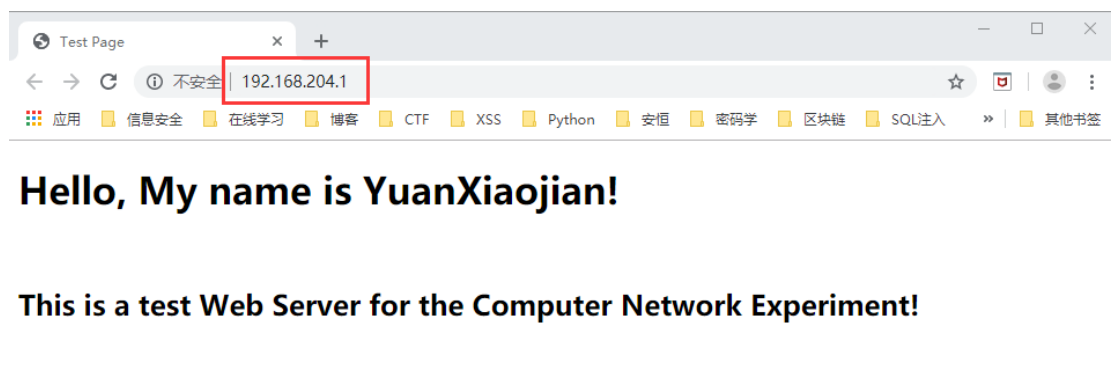 Test Page
不安全 192.168.204.1
应用 信息安全 在线学习 博客 CTF XSS Python 安恒 密码学 区块链 SQL注入 » 其他书签
Hello, My name is YuanXiaojian!
This is a test Web Server for the Computer Network Experiment!